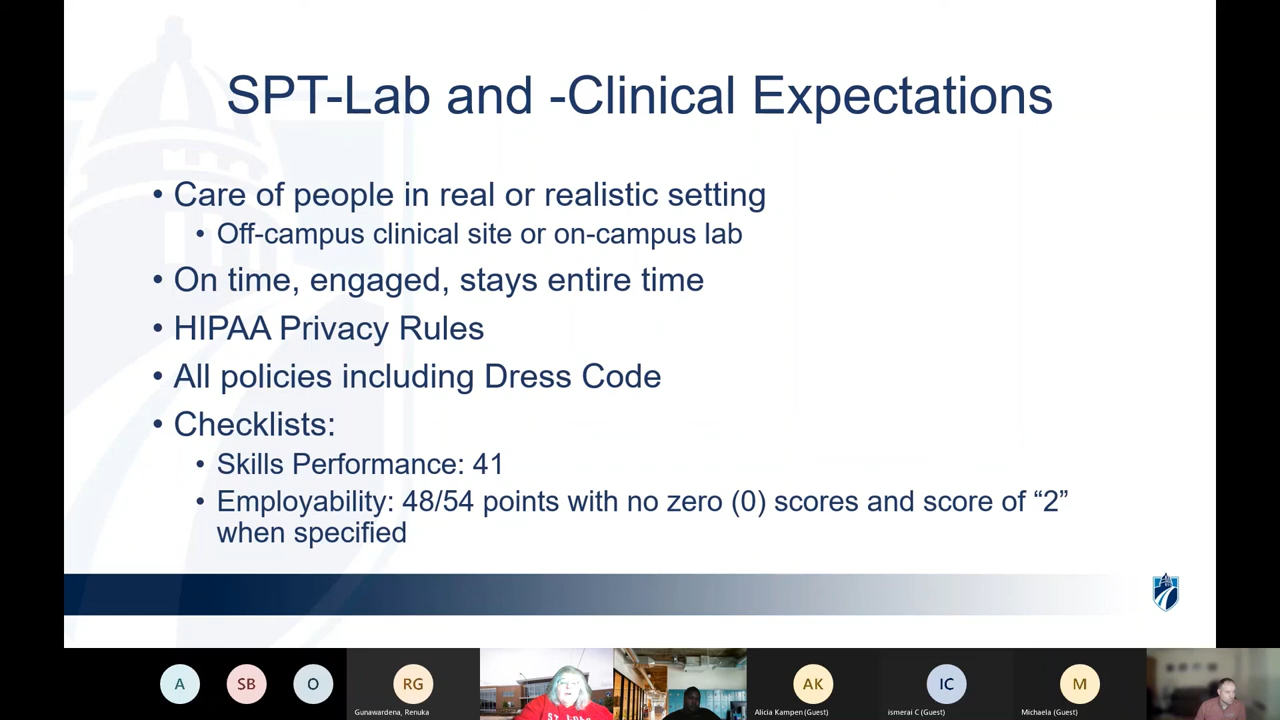 SPT-Lab and -Clinical Expectations
• Care of people in real or realistic setting
• Off-campus clinical site or on-campus lab
• On time, engaged, stays entire time
• HIPAA Privacy Rules
• All policies including Dress Code
• Checklists:
• Skills Performance: 41
• Employability: 48/54 points with no zero (0) scores and score of “2”
when specified
A
SB
O
RG
AK
IC
M
Gunawardena, Renuka
ST. LOUIS
Alicia Kampen (Guest)
ismerai C (Guest)
Michaela (Guest)